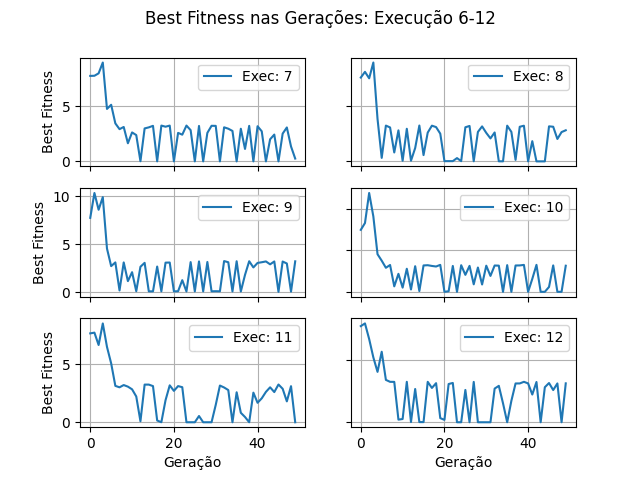 Best Fitness nas Gerações: Execução 6-12
Best Fitness
5
0
Exec: 7
Exec: 8
Best Fitness
10
5
0
Exec: 9
Exec: 10
Best Fitness
5
0
Exec: 11
Exec: 12
0 20 40
0 20 40
Geração
Geração